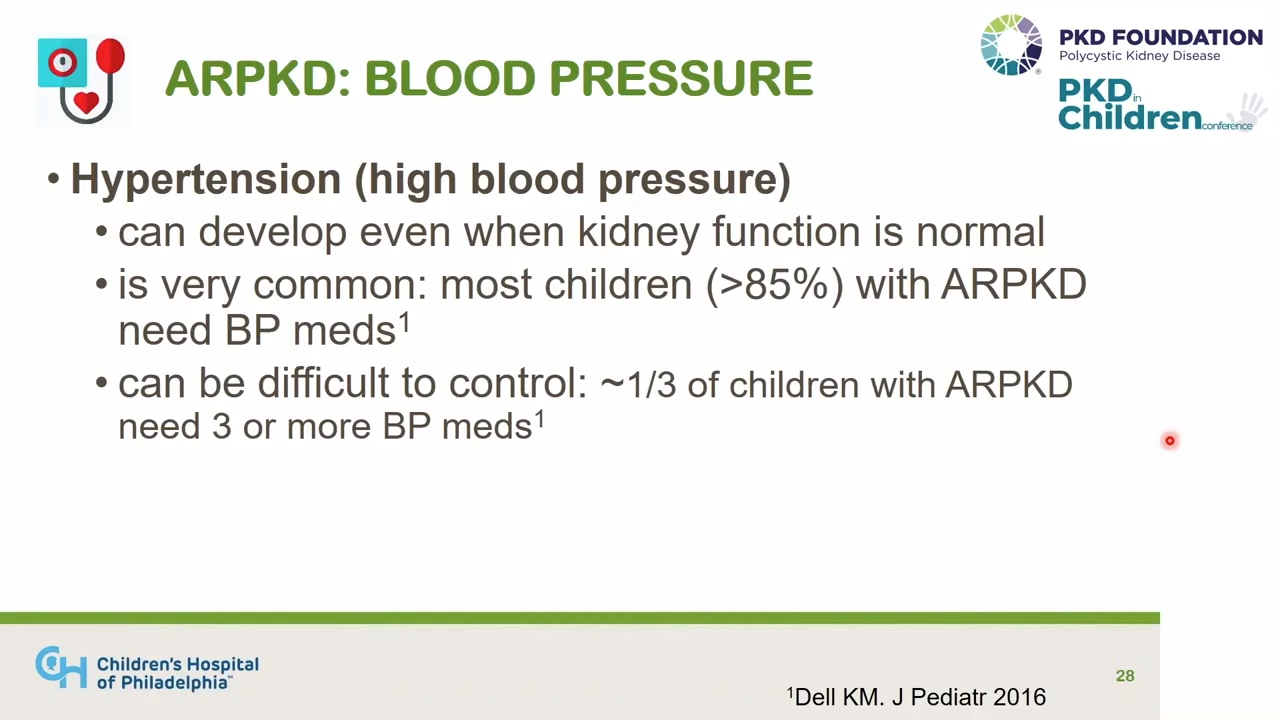 PKD FOUNDATION
Polycystic Kidney Disease
ARPKD: BLOOD PRESSURE
PKD in
Children conference
• Hypertension (high blood pressure)
• can develop even when kidney function is normal
• is very common: most children (>85%) with ARPKD
need BP meds¹
• can be difficult to control: ~1/3 of children with ARPKD
need 3 or more BP meds¹
CH Children's Hospital
of Philadelphia™
28
¹Dell KM. J Pediatr 2016